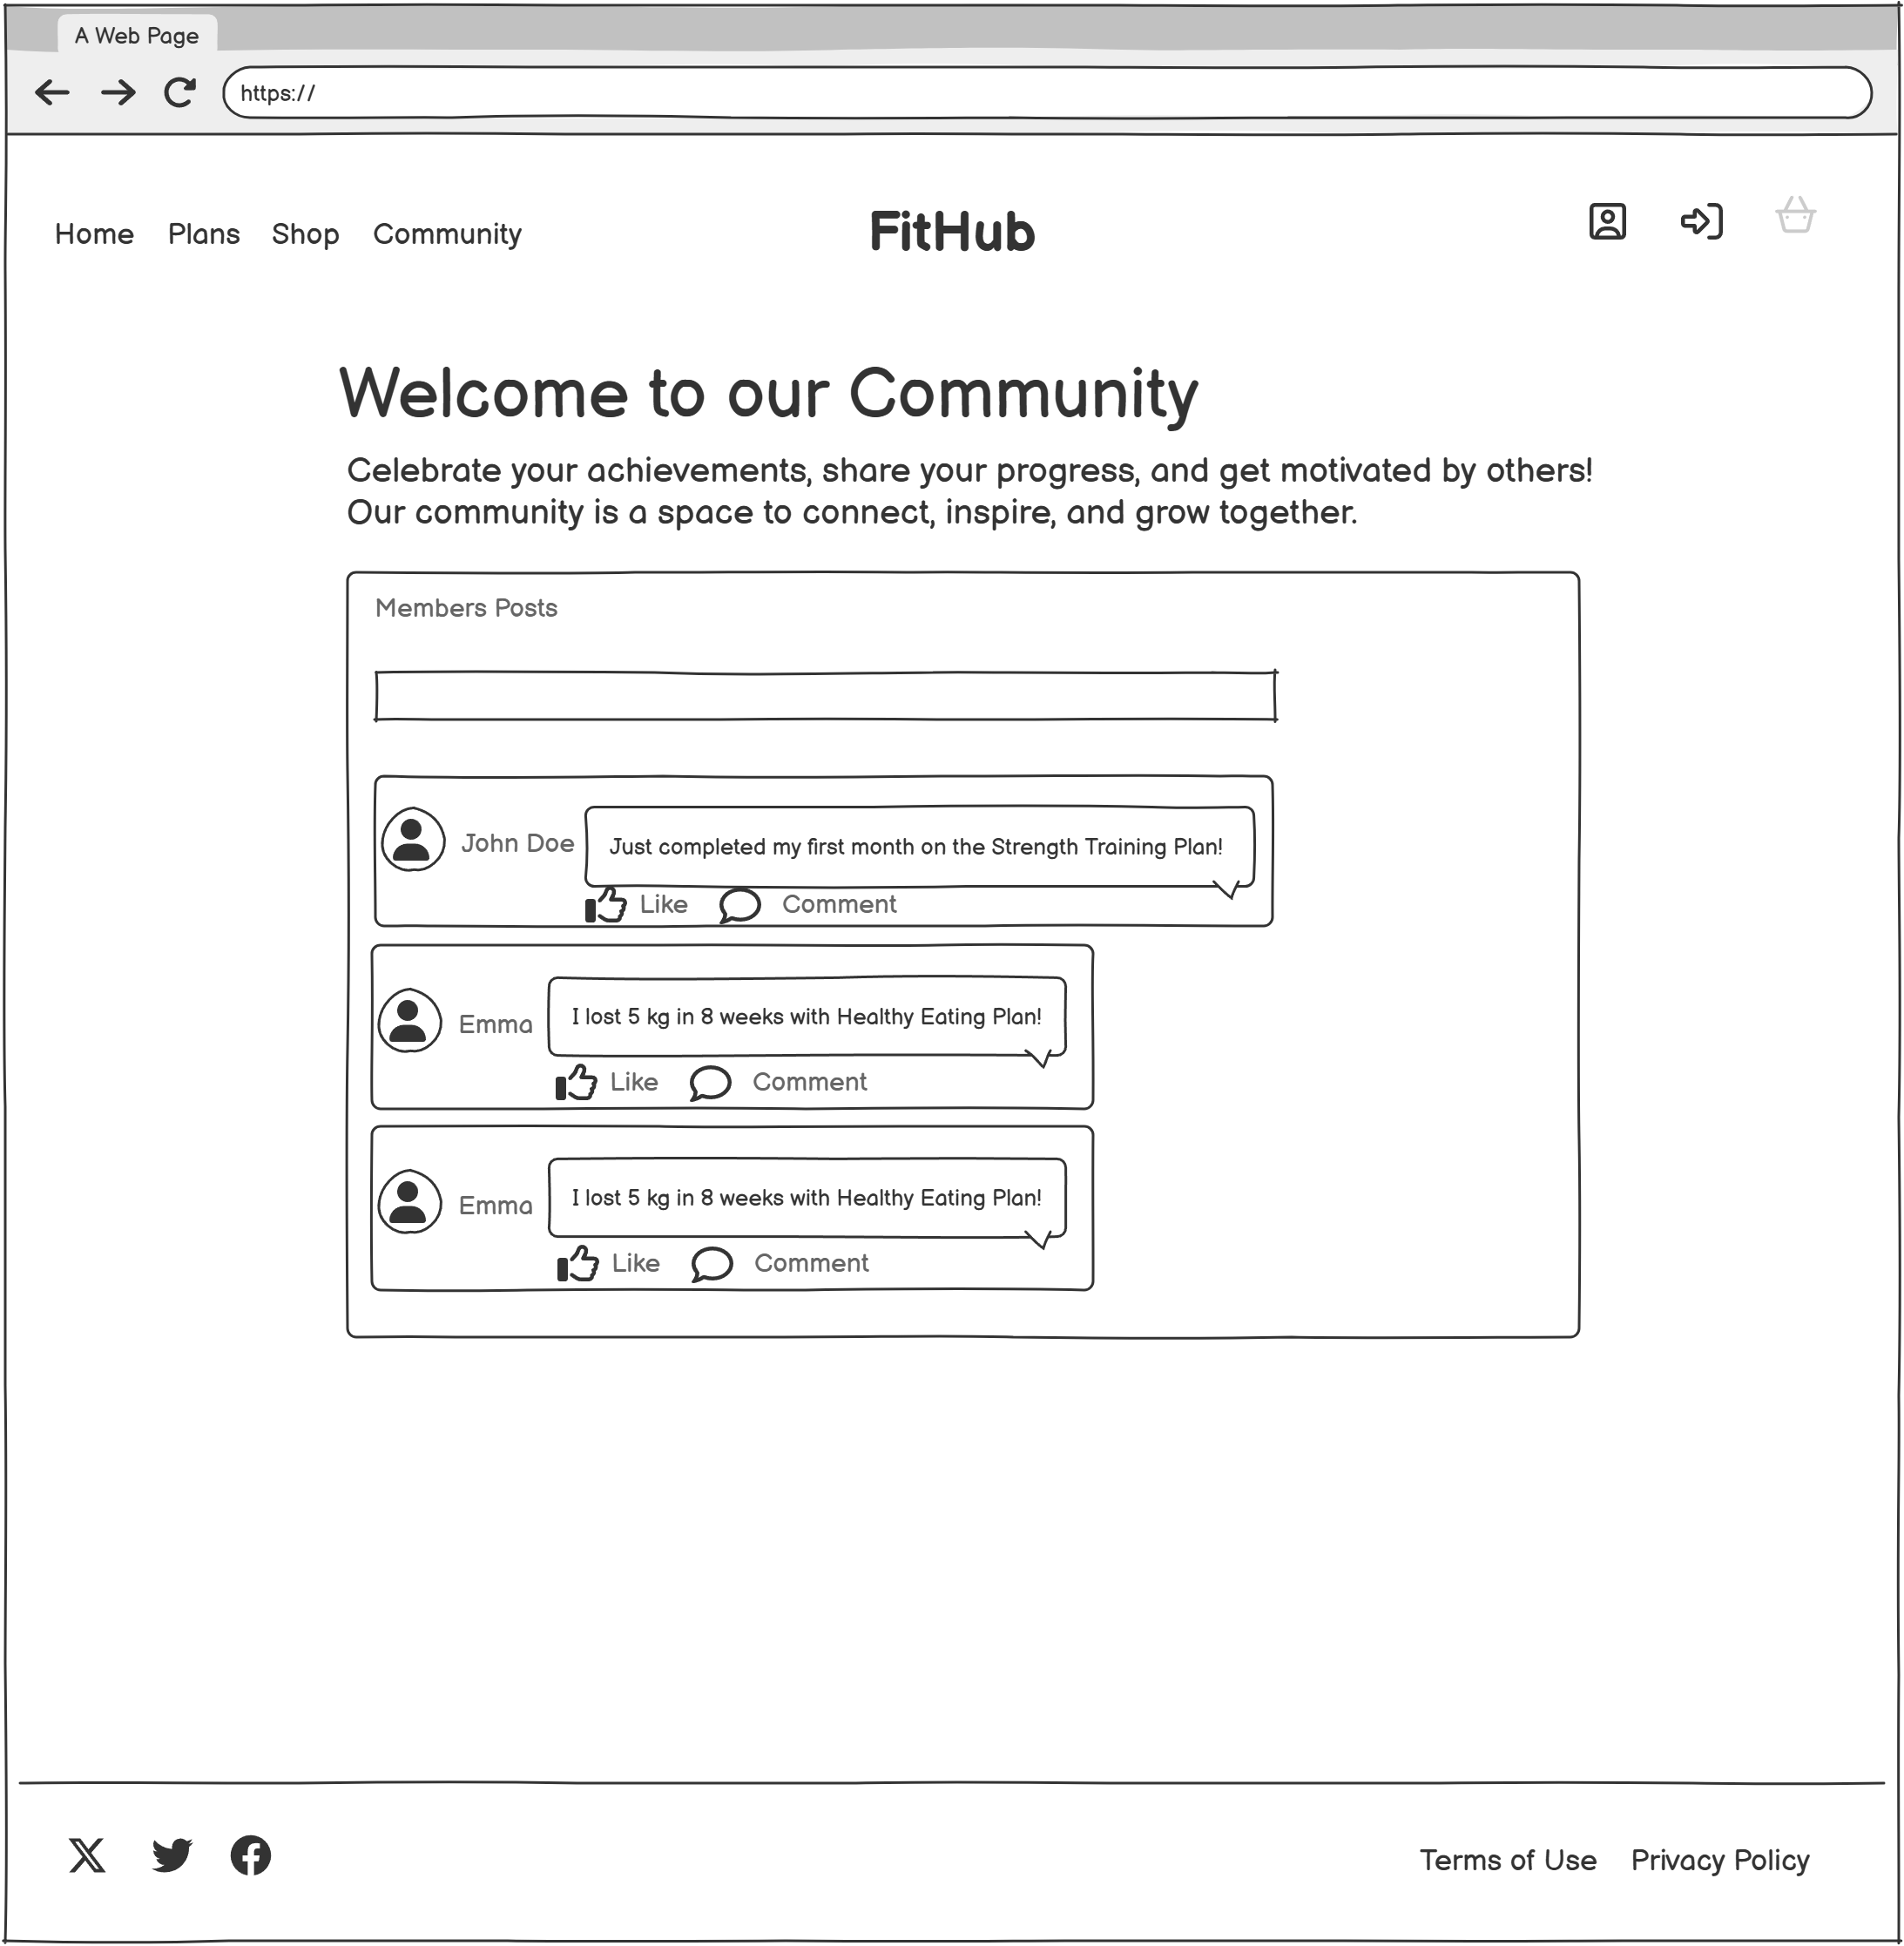 A Web Page
https://
Home Plans Shop Community
FitHub
Welcome to our Community
Celebrate your achievements, share your progress, and get motivated by others!
Our community is a space to connect, inspire, and grow together.
Members Posts
John Doe
Just completed my first month on the Strength Training Plan!
Like Comment
Emma
I lost 5 kg in 8 weeks with Healthy Eating Plan!
Like Comment
Emma
I lost 5 kg in 8 weeks with Healthy Eating Plan!
Like Comment
Terms of Use Privacy Policy